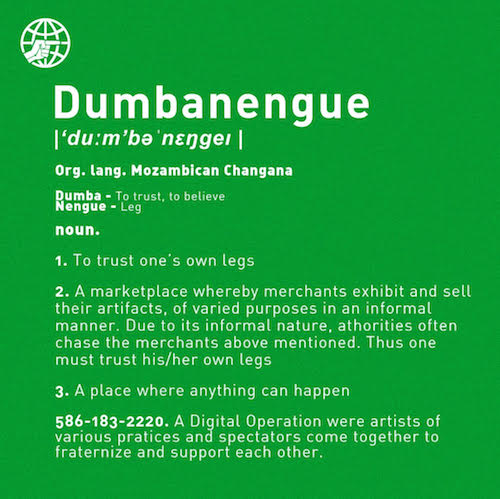 Dumbanengue
|‘du:m’bə ˈnɛŋgeɪ |
Org. lang. Mozambican Changana
Dumba - To trust, to believe
Nengue - Leg
noun.
1. To trust one’s own legs
2. A marketplace whereby merchants exhibit and sell
their artifacts, of varied purposes in an informal
manner. Due to its informal nature, athorities often
chase the merchants above mentioned. Thus one
must trust his/her own legs
3. A place where anything can happen
586-183-2220. A Digital Operation were artists of
various pratices and spectators come together to
fraternize and support each other.